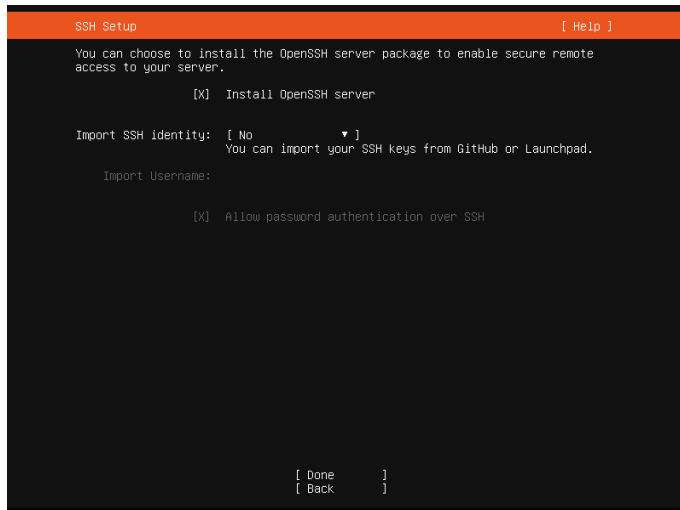 SSH Setup [ Help ]
You can choose to install the OpenSSH server package to enable secure remote
access to your server.
[X] Install OpenSSH server
Import SSH identity: [ No ▾ ]
You can import your SSH keys from GitHub or Launchpad.
Import Username:
[X] Allow password authentication over SSH
[ Done ]
[ Back ]